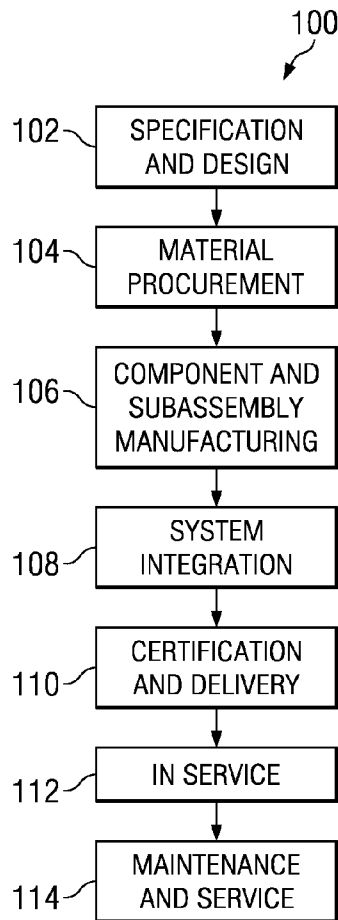 100
102
SPECIFICATION
AND DESIGN
104
MATERIAL
PROCUREMENT
106
COMPONENT AND
SUBASSEMBLY
MANUFACTURING
108
SYSTEM
INTEGRATION
110
CERTIFICATION
AND DELIVERY
112
IN SERVICE
114
MAINTENANCE
AND SERVICE